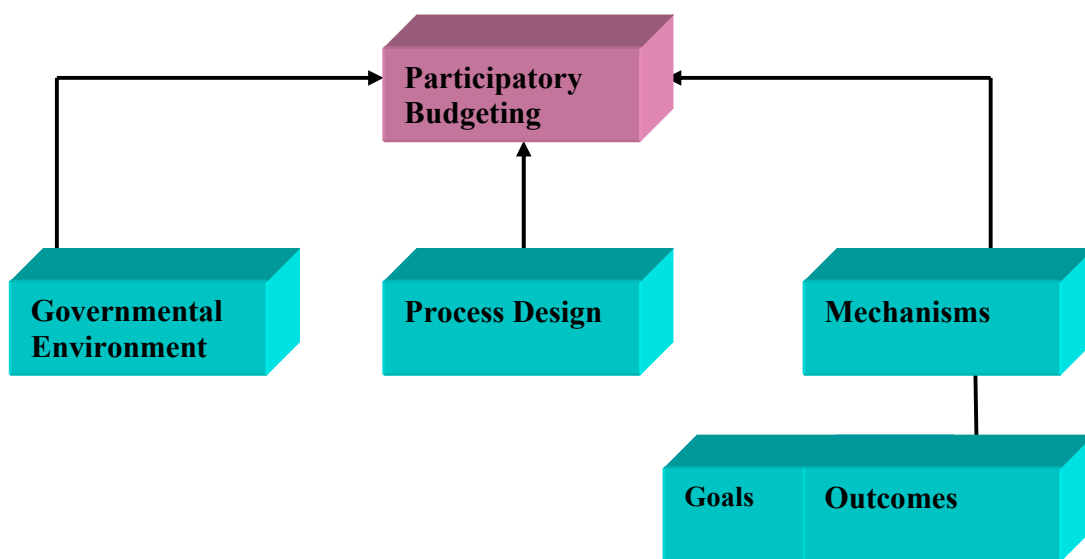 Participatory
Budgeting
Governmental
Environment
Process Design
Mechanisms
Goals
Outcomes